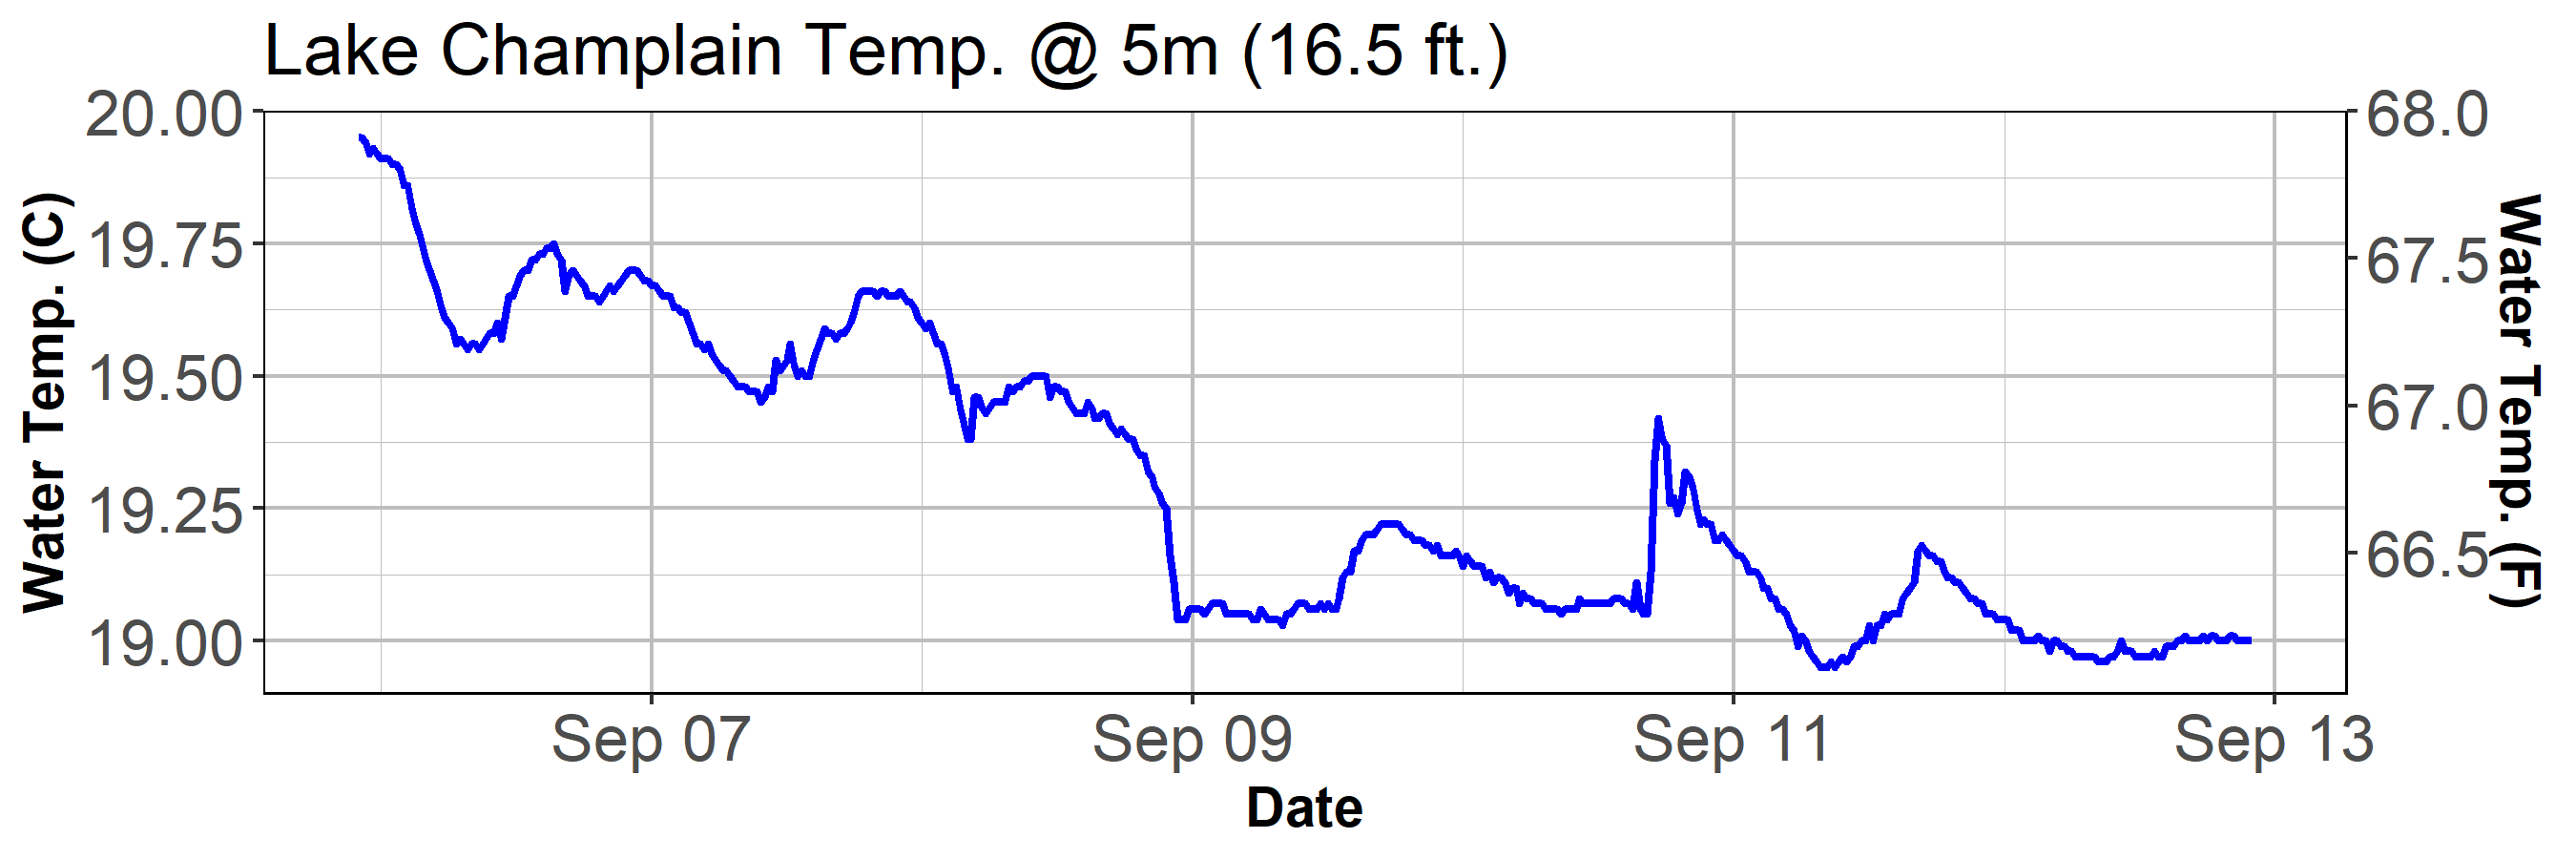 Lake Champlain Temp. @ 5m (16.5 ft.)
Water Temp. (C)
20.00
19.75
19.50
19.25
19.00
68.0
67.5
67.0
66.5
Water Temp. (F)
Sep 07
Sep 09
Sep 11
Sep 13
Date